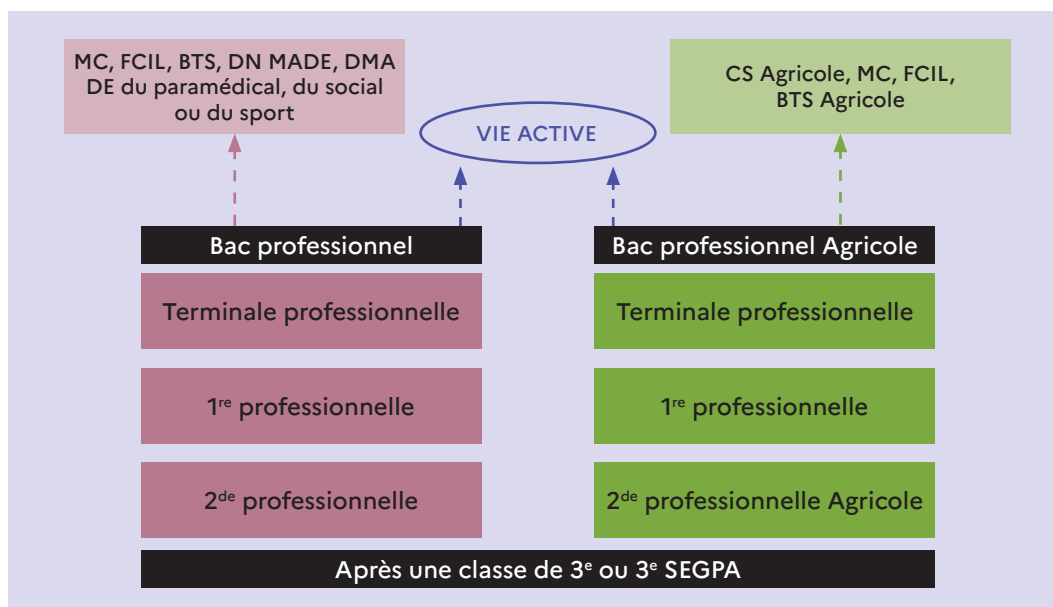 MC, FCIL, BTS, DN MADE, DMA
DE du paramédical, du social
ou du sport
CS Agricole, MC, FCIL,
BTS Agricole
VIE ACTIVE
Bac professionnel
Bac professionnel Agricole
Terminale professionnelle
Terminale professionnelle
1re professionnelle
1re professionnelle
2de professionnelle
2de professionnelle Agricole
Après une classe de 3e ou 3e SEGPA